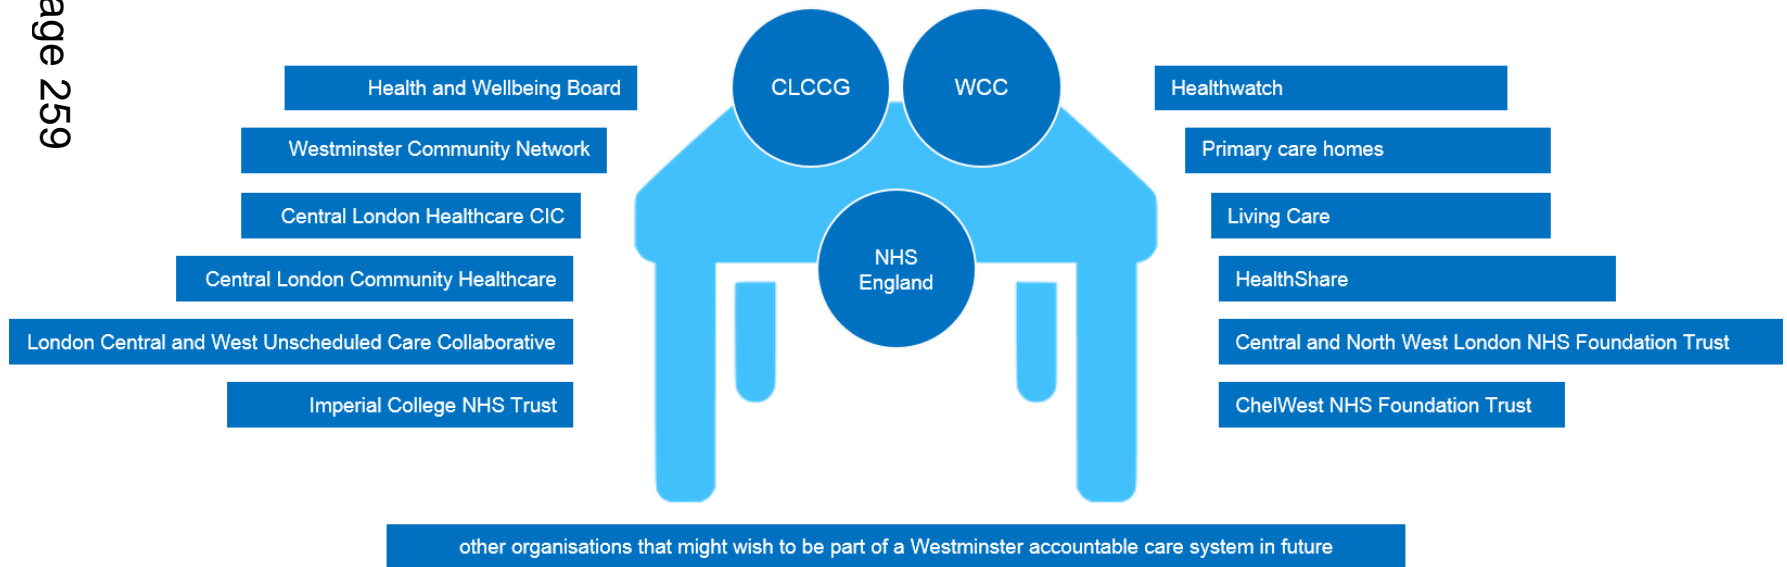 age 259
CLCCG
WCC
NHS
England
Health and Wellbeing Board
Westminster Community Network
Central London Healthcare CIC
Central London Community Healthcare
London Central and West Unscheduled Care Collaborative
Imperial College NHS Trust
Healthwatch
Primary care homes
Living Care
HealthShare
Central and North West London NHS Foundation Trust
ChelWest NHS Foundation Trust
other organisations that might wish to be part of a Westminster accountable care system in future